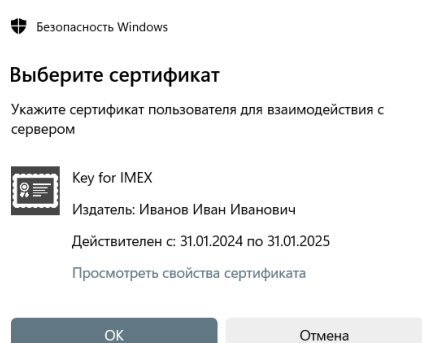 Безопасность Windows
Выберите сертификат
Укажите сертификат пользователя для взаимодействия с
сервером
Key for IMEX
Издатель: Иванов Иван Иванович
Действителен с: 31.01.2024 по 31.01.2025
Просмотреть свойства сертификата
ОК
Отмена